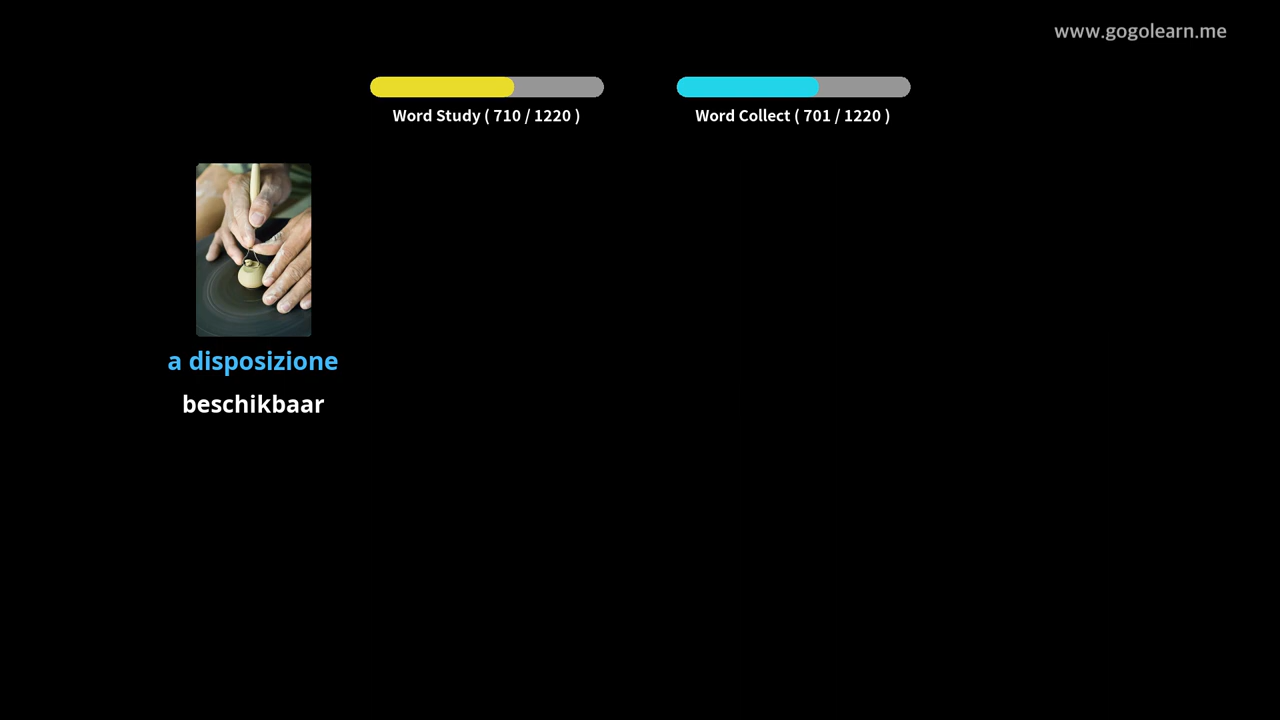 www.gogolearn.me
Word Study ( 710 / 1220 )
Word Collect ( 701 / 1220 )
a disposizione
beschikbaar